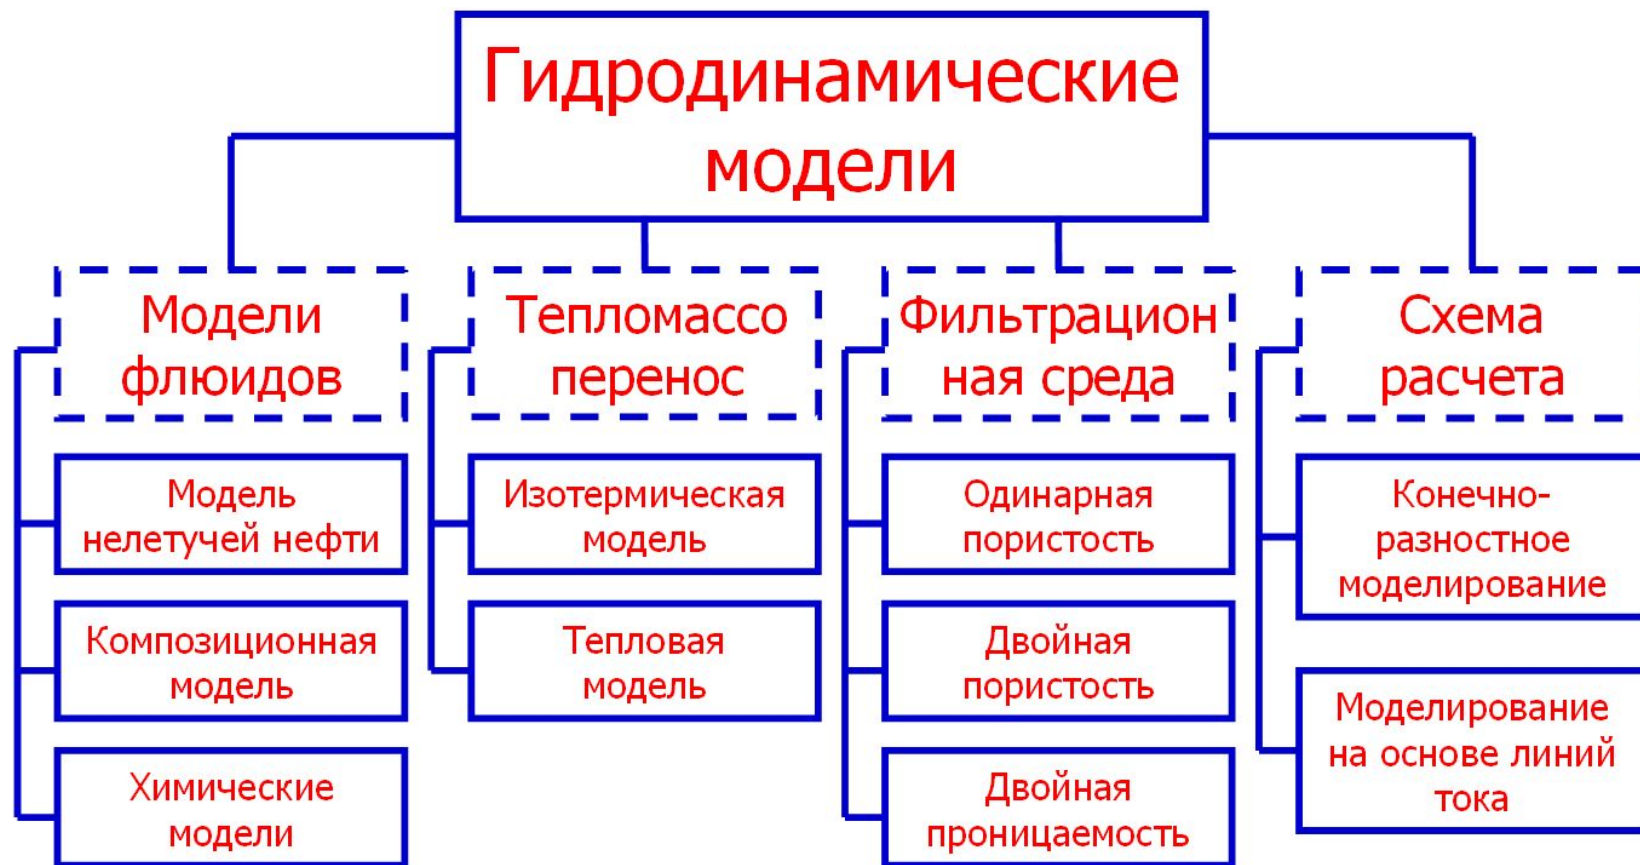 Гидродинамические
модели
Модели
флюидов
Тепломассо
перенос
Фильтрацион
ная среда
Схема
расчета
Модель
нелетучей нефти
Композиционная
модель
Химические
модели
Изотермическая
модель
Тепловая
модель
Одинарная
пористость
Двойная
пористость
Двойная
проницаемость
Конечно-
разностное
моделирование
Моделирование
на основе линий
тока